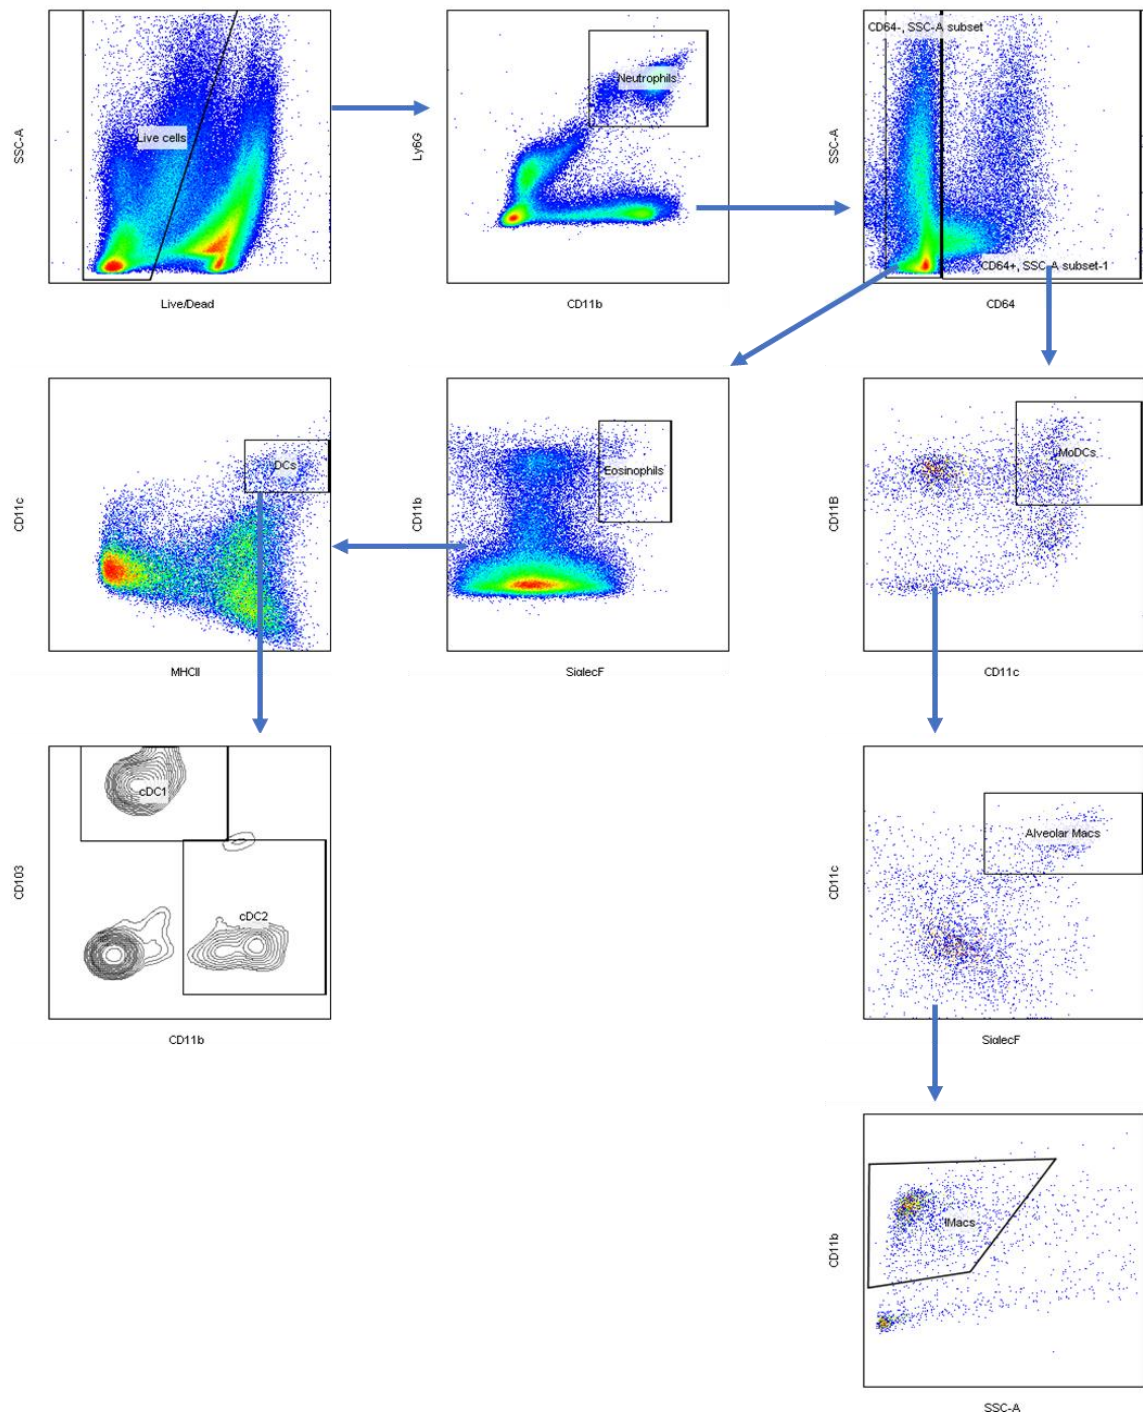 SSC-A
Live cells
Live/Dead
Ly6G
Neutrophils
CD11b
SSC-A
CD64-, SSC-A subset
CD64+, SSC-A subset-1
CD64
CD11c
DCs
MHCII
CD11b
Eosinophils
SiglecF
CD11B
MoDCs
CD11c
CD103
cDC1
cDC2
CD11b
CD11c
Alveolar Macs
SiglecF
CD11b
IMacs
SSC-A